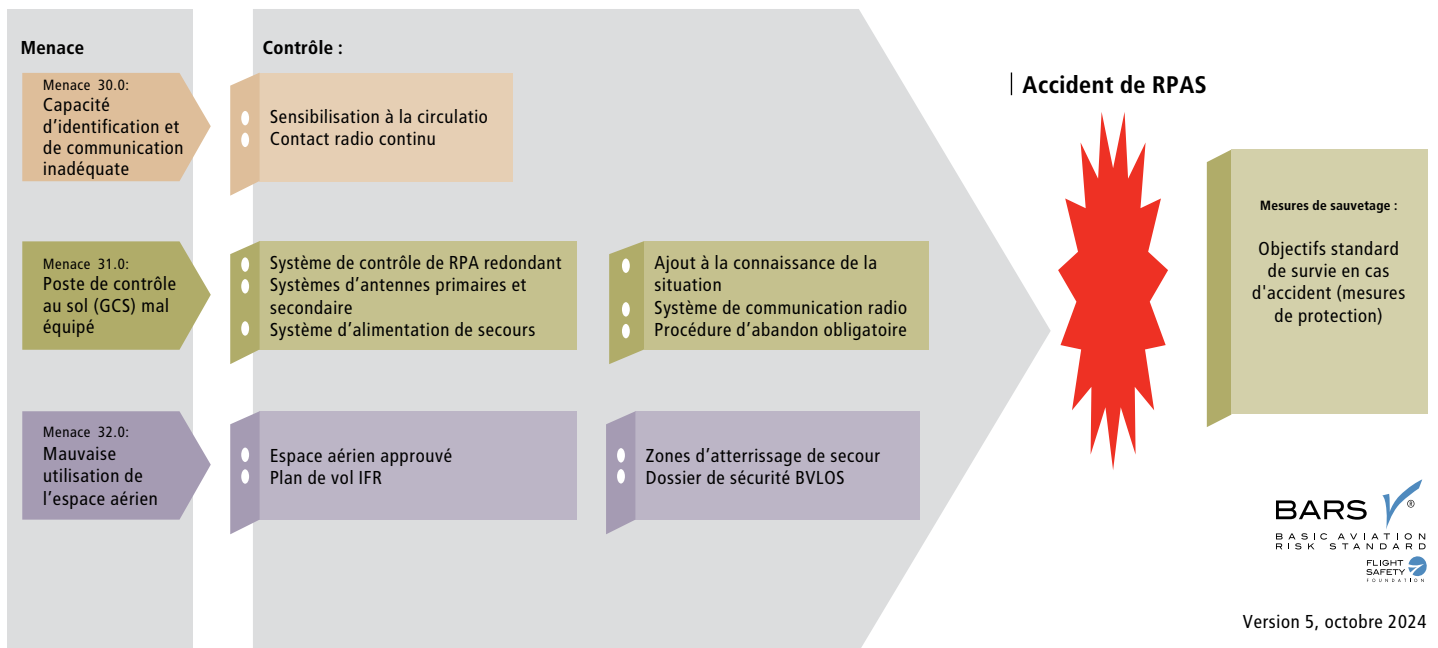 Menace
Contrôle :
Menace 30.0:
Capacité
d’identification et
de communication
inadéquate
Sensibilisation à la circulatio
Contact radio continu
Menace 31.0:
Poste de contrôle
au sol (GCS) mal
équipé
Système de contrôle de RPA redondant
Systèmes d’antennes primaires et
secondaire
Système d’alimentation de secours
Ajout à la connaissance de la
situation
Système de communication radio
Procédure d’abandon obligatoire
Menace 32.0:
Mauvaise
utilisation de
l’espace aérien
Espace aérien approuvé
Plan de vol IFR
Zones d’atterrissage de secour
Dossier de sécurité BVLOS
| Accident de RPAS
Mesures de sauvetage :
Objectifs standard
de survie en cas
d'accident (mesures
de protection)
BARS ®
BASIC AVIATION
RISK STANDARD
FLIGHT
SAFETY
FOUNDATION
Version 5, octobre 2024